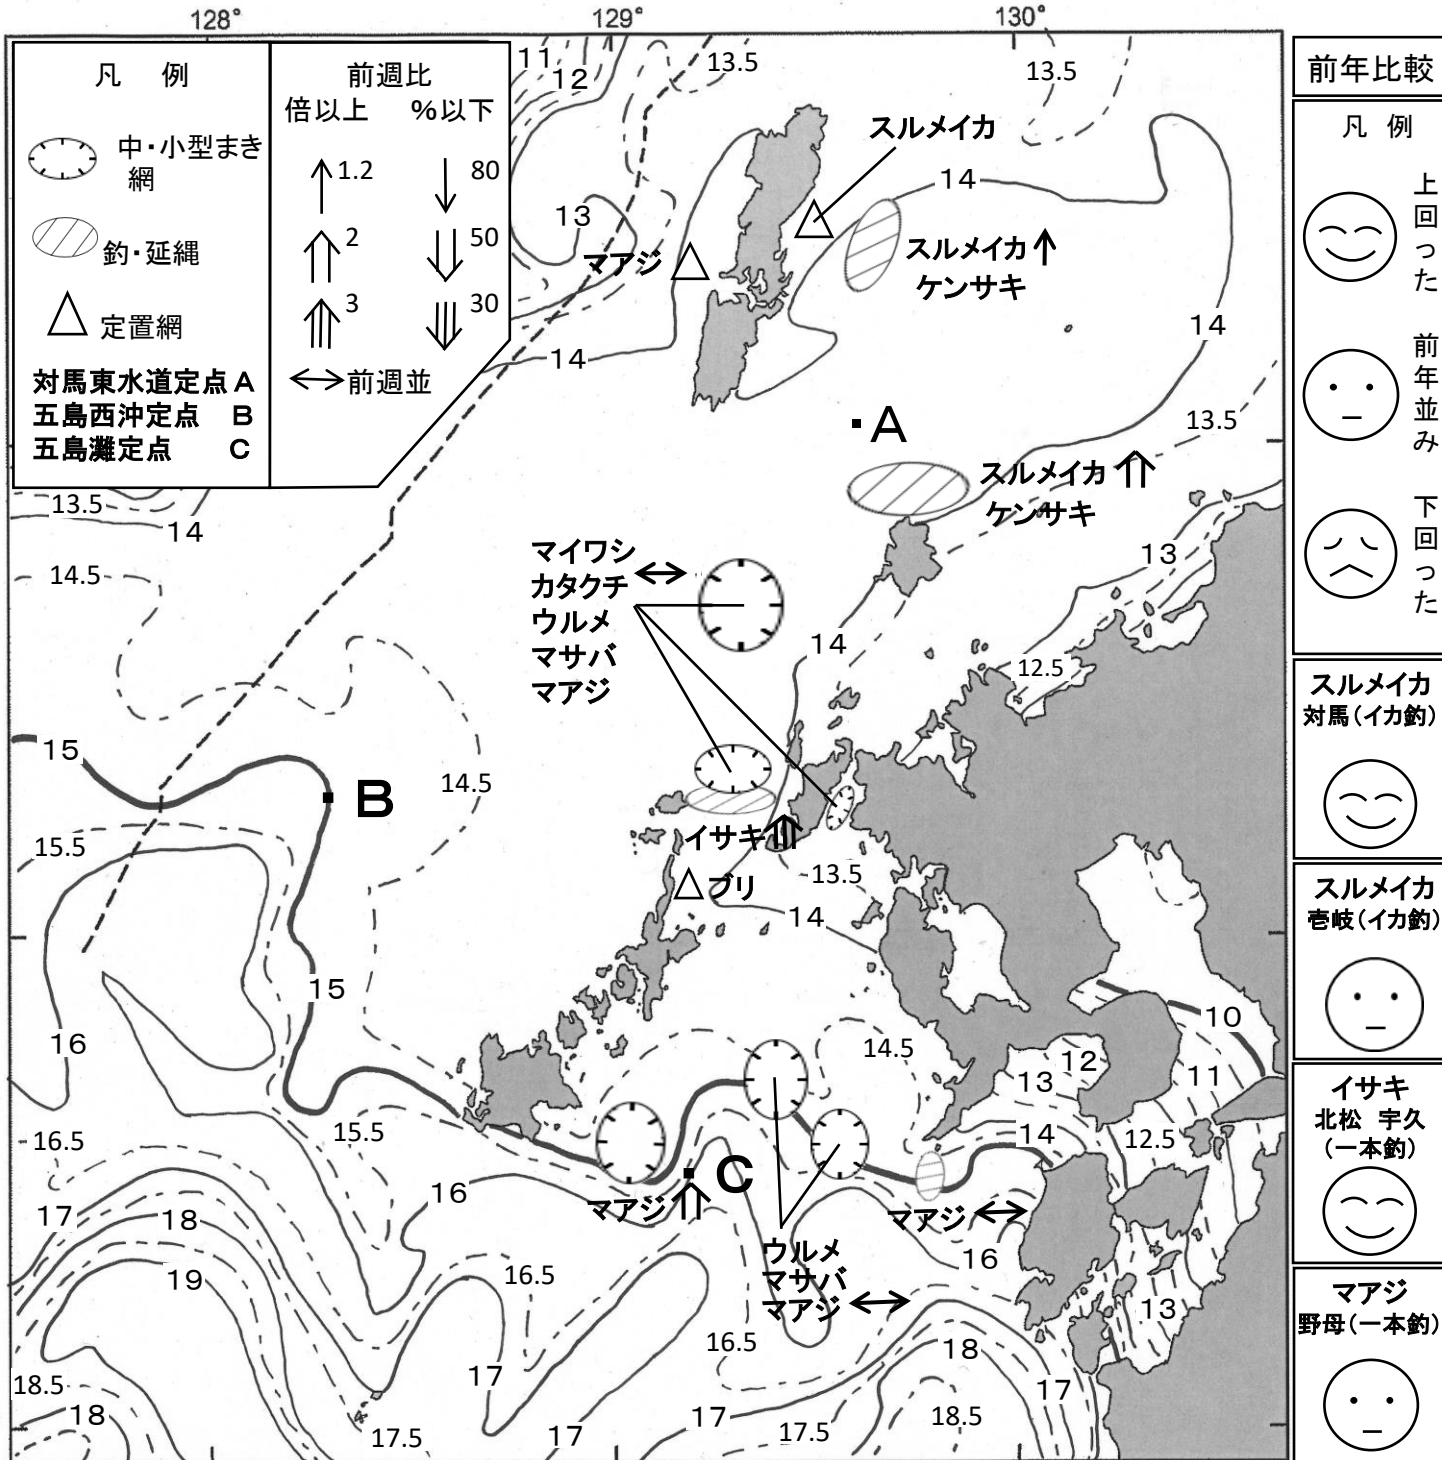 128°
129°
130°
凡 例
中・小型まき
網
釣・延縄
定置網
対馬東水道定点 A
五島西沖定点 B
五島灘定点 C
前週比
倍以上 %以下
1.2 80
2 50
3 30
前週並
前年比較
凡 例
上回った
前年並み
下回った
スルメイカ
対馬(イカ釣)
スルメイカ
壱岐(イカ釣)
イサキ
北松 宇久
(一本釣)
マアジ
野母(一本釣)
11
12
13.5
13.5
スルメイカ
14
13
マアジ
スルメイカ
ケンサキ
14
14
13.5
A
スルメイカ
ケンサキ
13.5
14
14.5
マイワシ
カタクチ
ウルメ
マサバ
マアジ
13
14
12.5
15
B
14.5
15.5
イサキ
13.5
ブリ
14
15
16
10
14.5
12
13
11
16.5
15.5
14
12.5
C
16
マアジ
マアジ
17
18
16
ウルメ
マサバ
マアジ
19
16.5
13
16.5
18
17
17
18.5
18
17
17.5
18.5
17.5
17